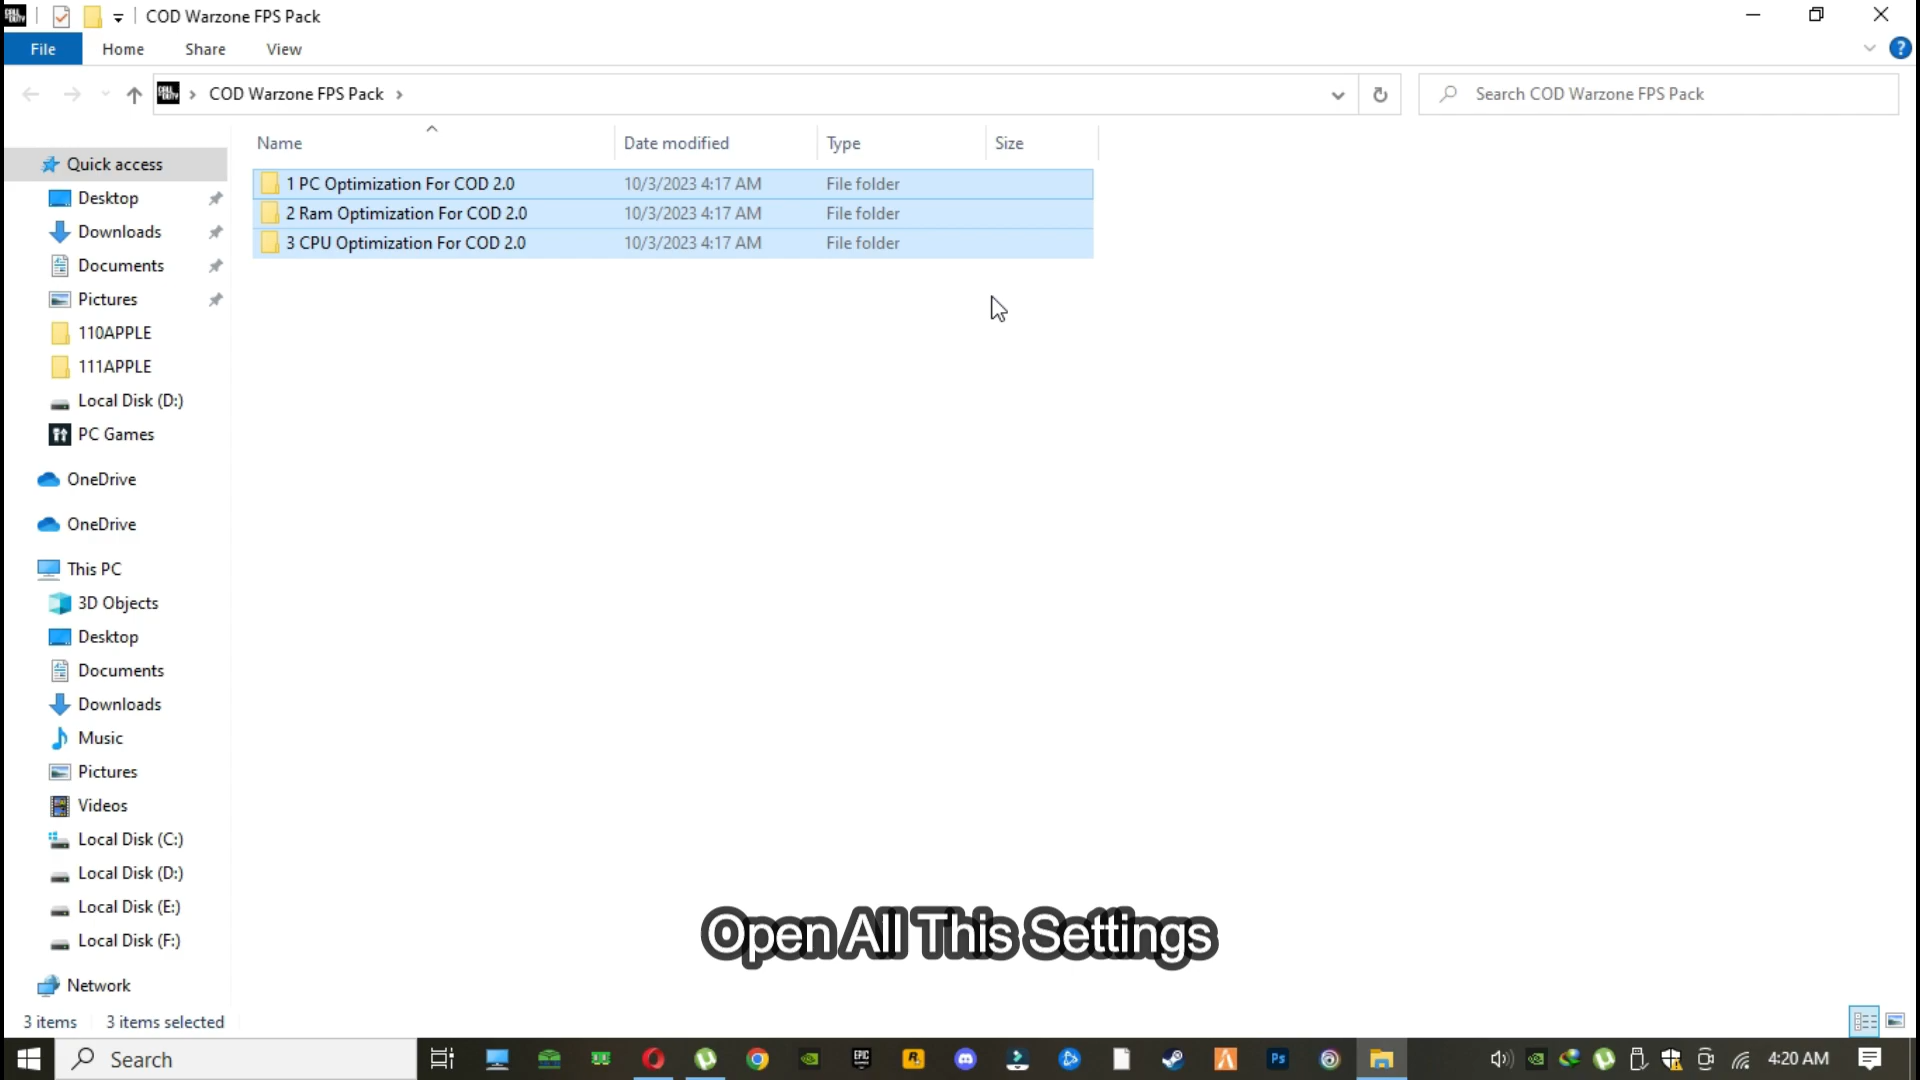 COD Warzone FPS Pack
File Home Share View
COD Warzone FPS Pack
Search COD Warzone FPS Pack
Name Date modified Type Size
Quick access
1 PC Optimization For COD 2.0 10/3/2023 4:17 AM File folder
2 Ram Optimization For COD 2.0 10/3/2023 4:17 AM File folder
3 CPU Optimization For COD 2.0 10/3/2023 4:17 AM File folder
Desktop
Downloads
Documents
Pictures
110APPLE
111APPLE
Local Disk (D:)
PC Games
OneDrive
OneDrive
This PC
3D Objects
Desktop
Documents
Downloads
Music
Pictures
Videos
Local Disk (C:)
Local Disk (D:)
Local Disk (E:)
Local Disk (F:)
Network
Open All This Settings
3 items 3 items selected
Search
EPIC
R
Ps
4:20 AM